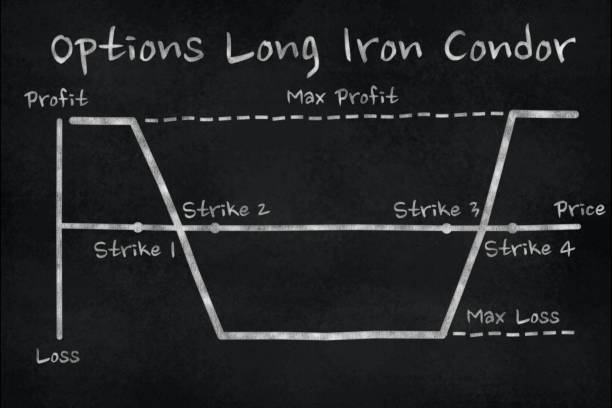 Options Long Iron Condor
Profit
Max Profit
Strike 2
Strike 3
Price
Strike 1
Strike 4
Max Loss
Loss